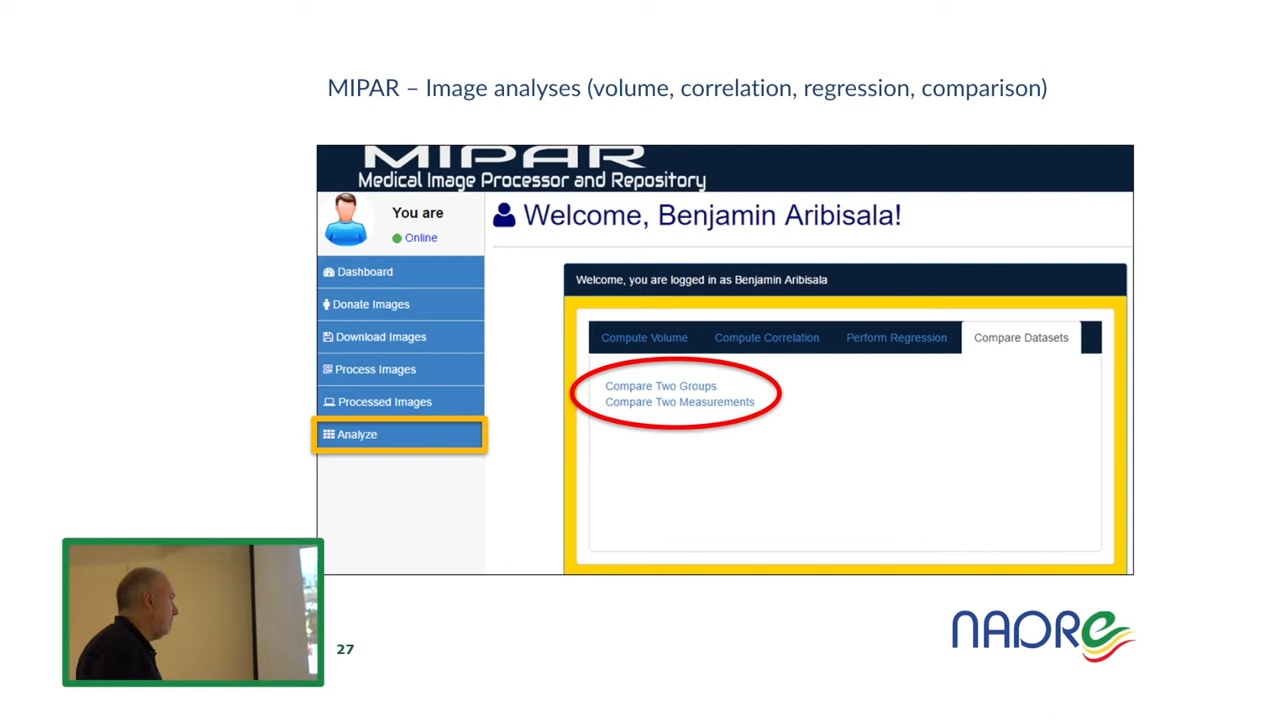 MIPAR – Image analyses (volume, correlation, regression, comparison)
MIPAR
Medical Image Processor and Repository
You are
Online
Welcome, Benjamin Aribisala!
Dashboard
Donate Images
Download Images
Process Images
Processed Images
Analyze
Welcome, you are logged in as Benjamin Aribisala
Compute Volume Compute Correlation Perform Regression Compare Datasets
Compare Two Groups
Compare Two Measurements
27
NADRe